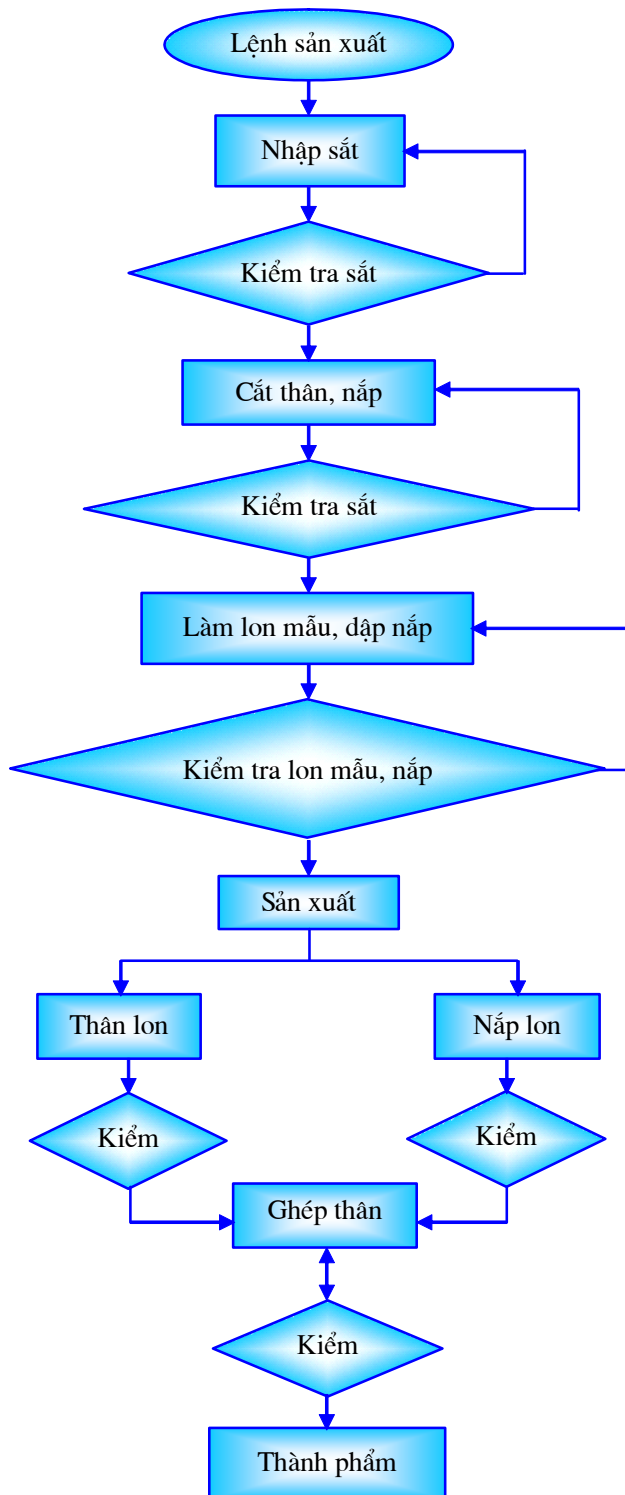 Lệnh sản xuất
Nhập sắt
Kiểm tra sắt
Cắt thân, nắp
Kiểm tra sắt
Làm lon mẫu, dập nắp
Kiểm tra lon mẫu, nắp
Sản xuất
Thân lon
Nắp lon
Kiểm
Kiểm
Ghép thân
Kiểm
Thành phẩm